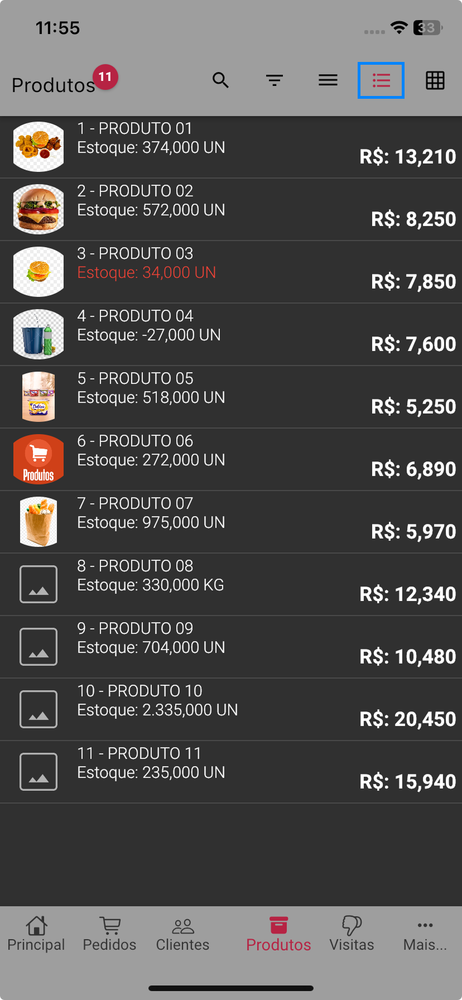 11:55
33
Produtos
11
1 - PRODUTO 01
Estoque: 374,000 UN
R$: 13,210
2 - PRODUTO 02
Estoque: 572,000 UN
R$: 8,250
3 - PRODUTO 03
Estoque: 34,000 UN
R$: 7,850
4 - PRODUTO 04
Estoque: -27,000 UN
R$: 7,600
5 - PRODUTO 05
Estoque: 518,000 UN
R$: 5,250
Produtos
6 - PRODUTO 06
Estoque: 272,000 UN
R$: 6,890
7 - PRODUTO 07
Estoque: 975,000 UN
R$: 5,970
8 - PRODUTO 08
Estoque: 330,000 KG
R$: 12,340
9 - PRODUTO 09
Estoque: 704,000 UN
R$: 10,480
10 - PRODUTO 10
Estoque: 2.335,000 UN
R$: 20,450
11 - PRODUTO 11
Estoque: 235,000 UN
R$: 15,940
Principal
Pedidos
Clientes
Produtos
Visitas
Mais...